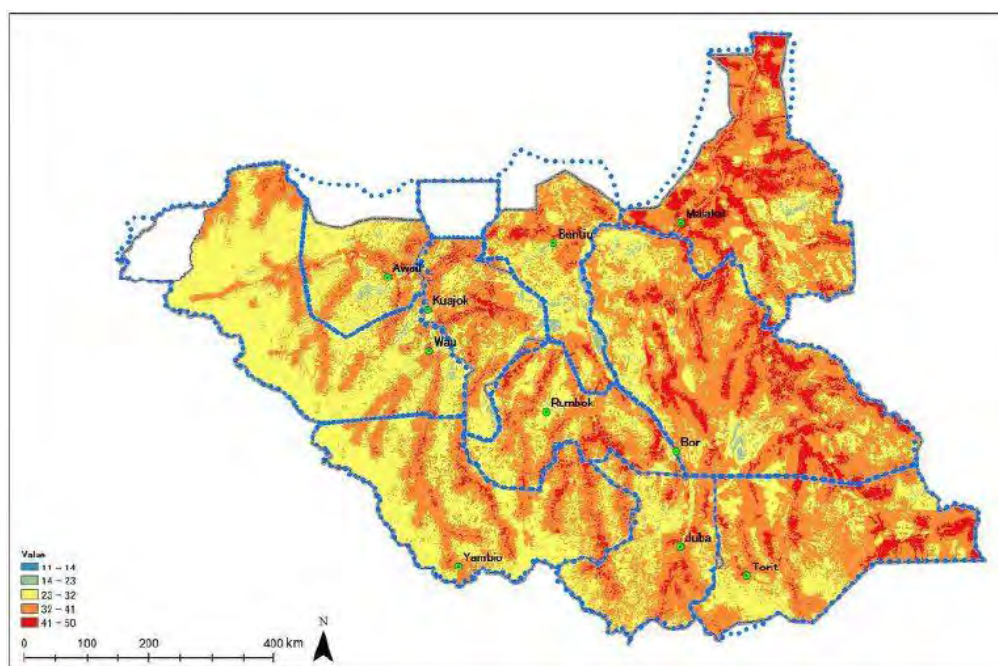 Malakal
Bentiu
Aweil
Kuajok
Wau
Rumbek
Bor
Juba
Yambio
Torit
Value
11 – 14
14 – 23
23 – 32
32 – 41
41 – 50
0 100 200 400 km
N